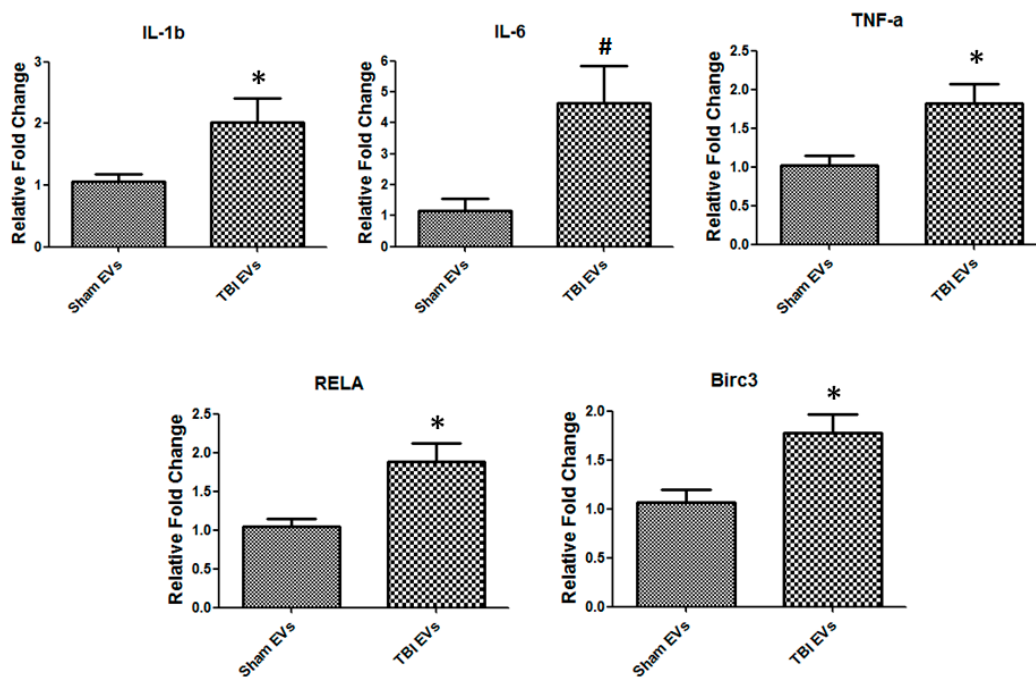 IL-1b
Relative Fold Change
3
2
1
0
*
Sham EVs
TBI EVs
IL-6
Relative Fold Change
6
5
4
3
2
1
0
#
Sham EVs
TBI EVs
TNF-a
Relative Fold Change
2.5
2.0
1.5
1.0
0.5
0.0
*
Sham EVs
TBI EVs
RELA
Relative Fold Change
2.5
2.0
1.5
1.0
0.5
0.0
*
Sham EVs
TBI EVs
Birc3
Relative Fold Change
2.0
1.5
1.0
0.5
0.0
*
Sham EVs
TBI EVs